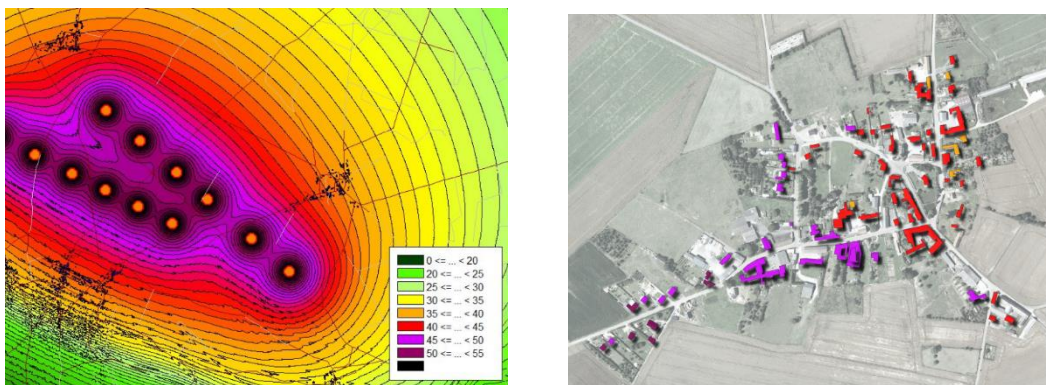 0 <= ... < 20
20 <= ... < 25
25 <= ... < 30
30 <= ... < 35
35 <= ... < 40
40 <= ... < 45
45 <= ... < 50
50 <= ... < 55